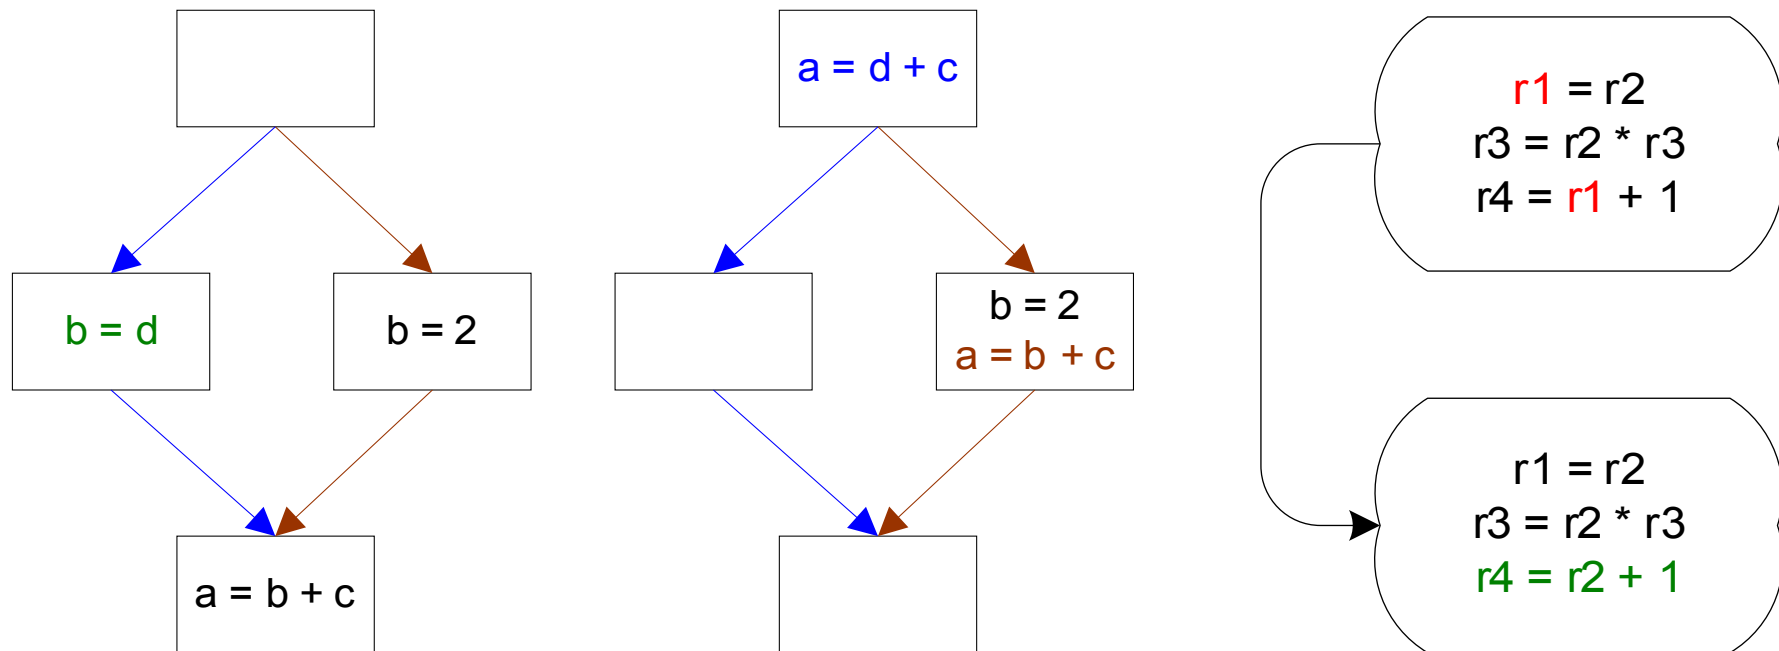 b = d
b = 2
a = b + c
a = d + c
b = 2
a = b + c
r1 = r2
r3 = r2 * r3
r4 = r1 + 1
r1 = r2
r3 = r2 * r3
r4 = r2 + 1